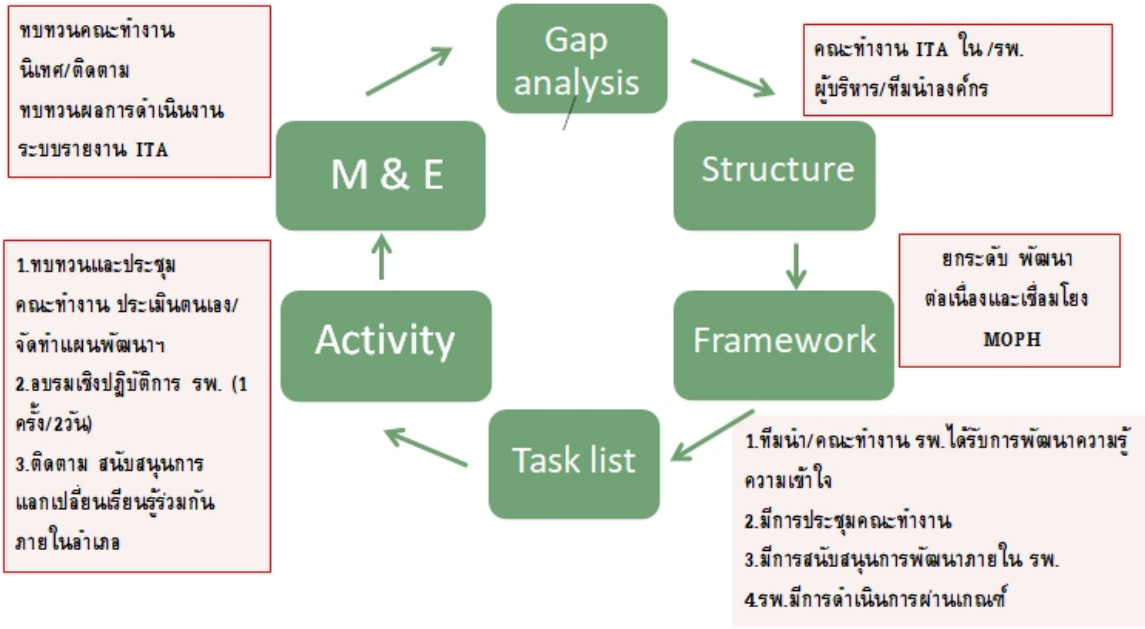 ทบทวนคณะทำงาน
นิเทศ/ติดตาม
ทบทวนผลการดำเนินงาน
ระบบรายงาน ITA
Gap
analysis
คณะทำงาน ITA ใน /รพ.
ผู้บริหาร/ทีมนำองค์กร
M & E
Structure
1.ทบทวนและประชุม
คณะทำงาน ประเมินตนเอง/
จัดทำแผนพัฒนาฯ
2.อบรมเชิงปฏิบัติการ รพ. (1
ครั้ง/2วัน)
3.ติดตาม สนับสนุนการ
แลกเปลี่ยนเรียนรู้ร่วมกัน
ภายในอำเภอ
Activity
Framework
ยกระดับ พัฒนา
ต่อเนื่องและเชื่อมโยง
MOPH
Task list
1.ทีมนำ/คณะทำงาน รพ.ได้รับการพัฒนาความรู้
ความเข้าใจ
2.มีการประชุมคณะทำงาน
3.มีการสนับสนุนการพัฒนาภายใน รพ.
4.รพ.มีการดำเนินการผ่านเกณฑ์